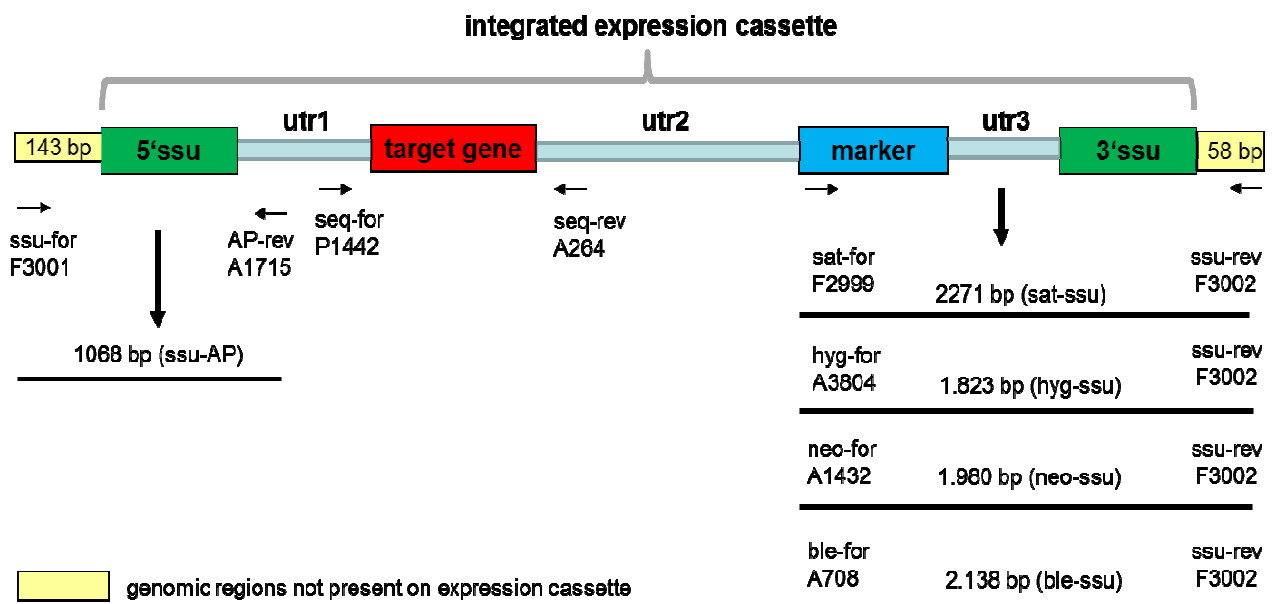 integrated expression cassette
utr1
utr2
utr3
143 bp
5‘ssu
target gene
marker
3‘ssu
58 bp
ssu-for
F3001
AP-rev
A1715
seq-for
P1442
seq-rev
A264
sat-for
F2999
2271 bp (sat-ssu)
ssu-rev
F3002
1068 bp (ssu-AP)
hyg-for
A3804
1.823 bp (hyg-ssu)
ssu-rev
F3002
neo-for
A1432
1.980 bp (neo-ssu)
ssu-rev
F3002
ble-for
A708
2.138 bp (ble-ssu)
ssu-rev
F3002
genomic regions not present on expression cassette